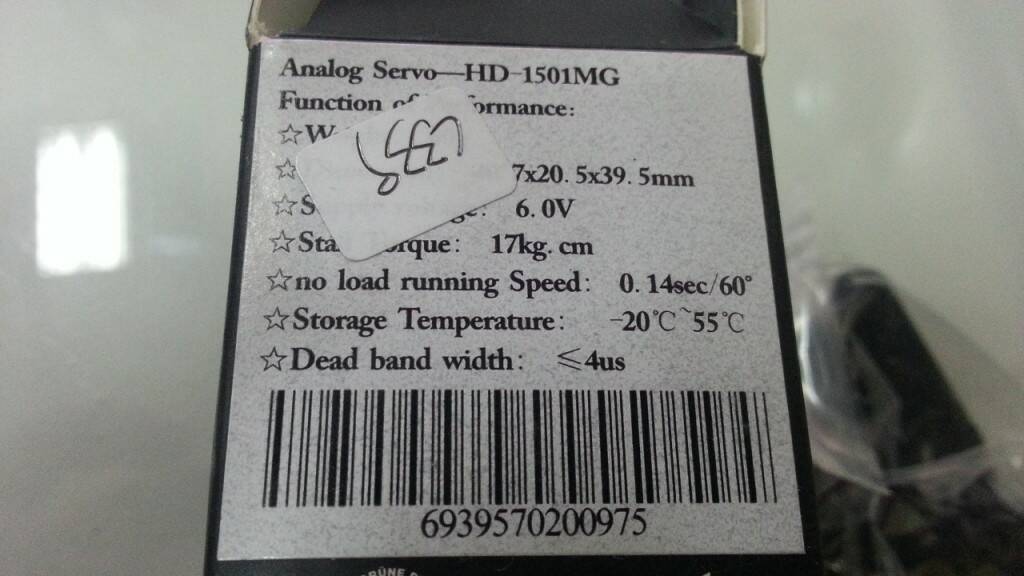 Analog Servo—HD-1501MG
Function of formance:
☆W
☆ 7x20.5x39.5mm
☆S ge: 6.0V
☆Sta orque: 17kg.cm
☆no load running Speed: 0.14sec/60°
☆Storage Temperature: -20℃~55℃
☆Dead band width: ≤4us
6939570200975